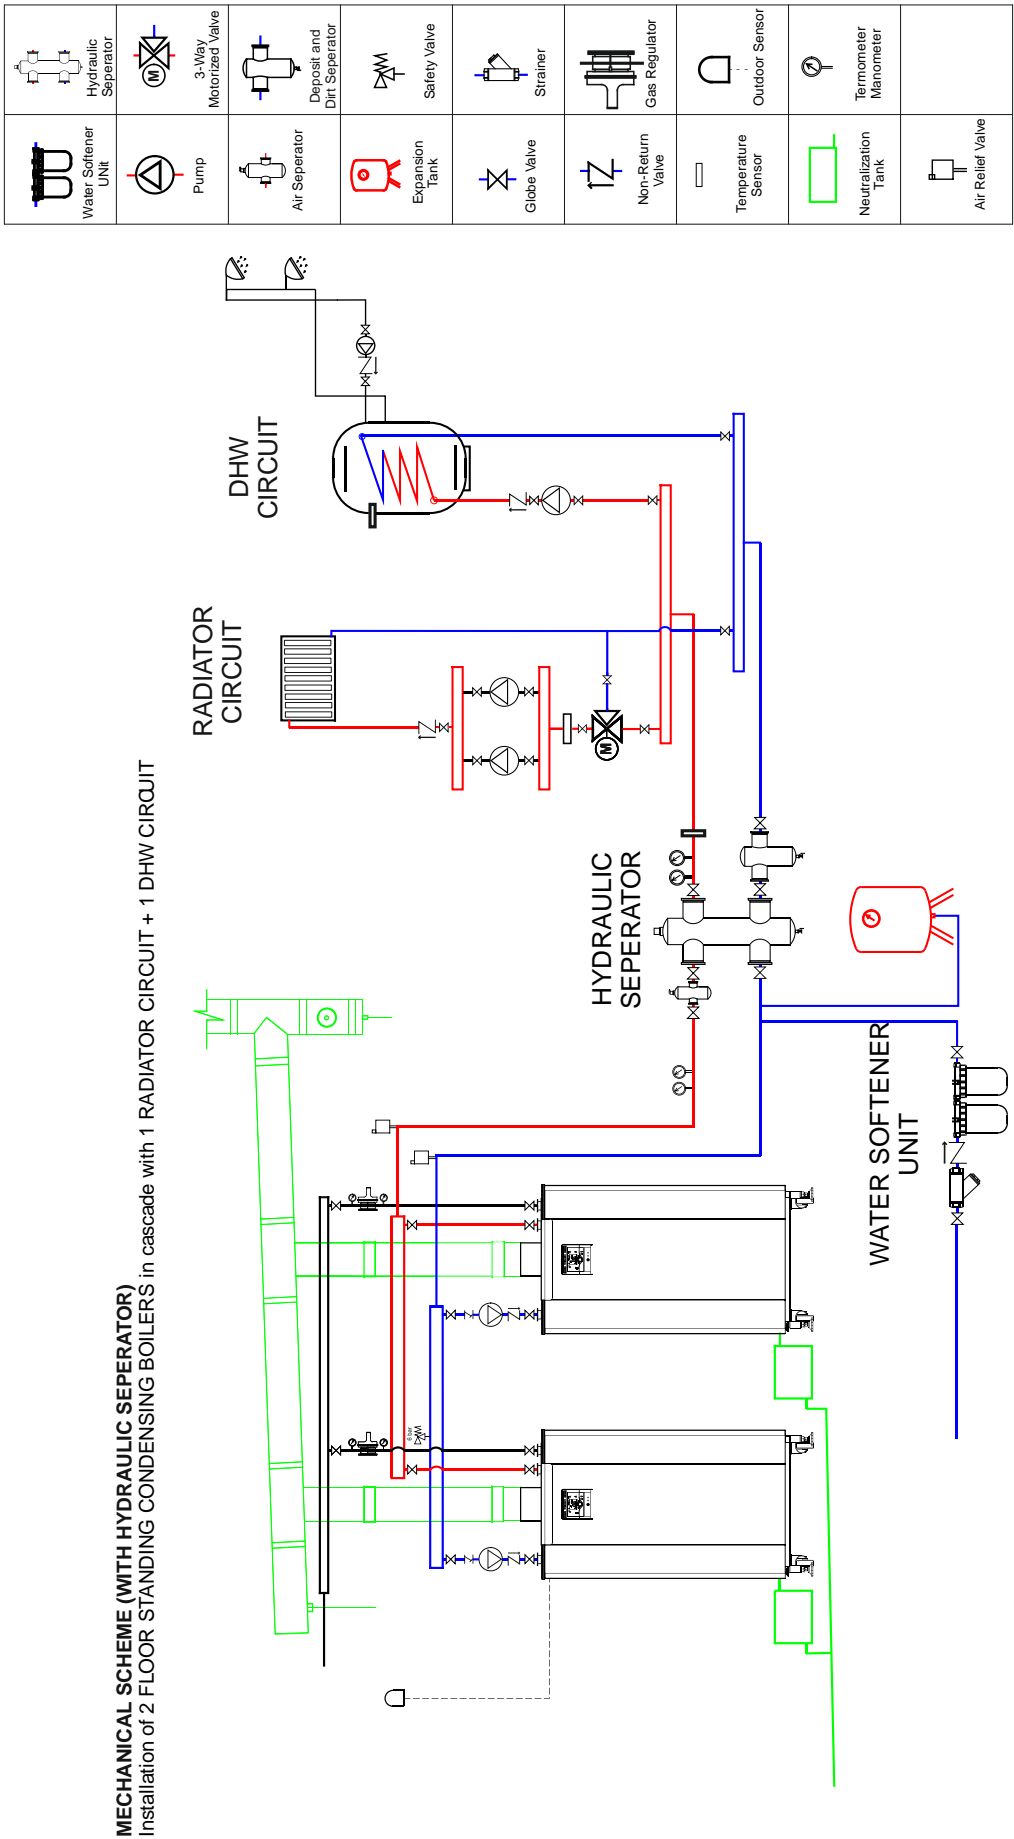 MECHANICAL SCHEME (WITH HYDRAULIC SEPERATOR)
Installation of 2 FLOOR STANDING CONDENSING BOILERS in cascade with 1 RADIATOR CIRCUIT + 1 DHW CIRCUIT
RADIATOR
CIRCUIT
DHW
CIRCUIT
HYDRAULIC
SEPERATOR
WATER SOFTENER
UNIT
6 bar
M
Water Softener
UNit
Hydraulic
Seperator
Pump
M
3-Way
Motorized Valve
Air Seperator
Deposit and
Dirt Seperator
Expansion
Tank
Safety Valve
Globe Valve
Strainer
Non-Return
Valve
Gas Regulator
Temperature
Sensor
Outdoor Sensor
Neutralization
Tank
Termometer
Manometer
Air Relief Valve